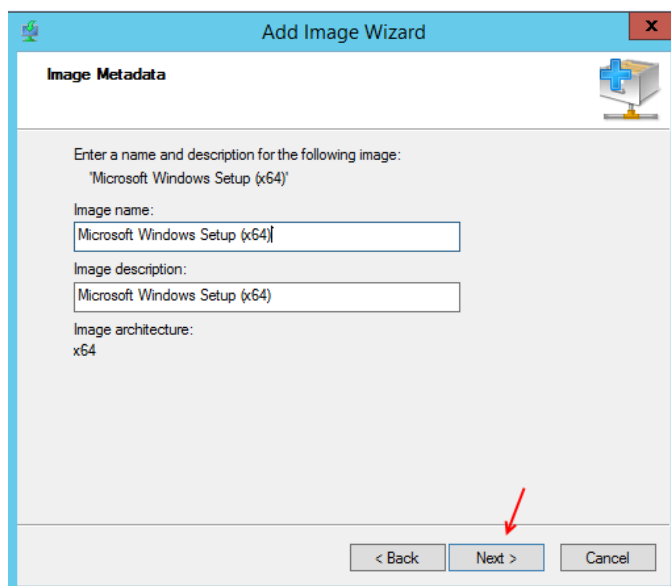 Add Image Wizard
x
Image Metadata
Enter a name and description for the following image:
'Microsoft Windows Setup (x64)'
Image name:
Microsoft Windows Setup (x64)
Image description:
Microsoft Windows Setup (x64)
Image architecture:
x64
< Back Next > Cancel